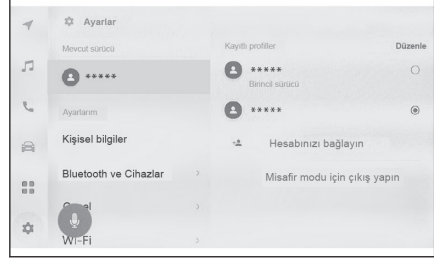 Ayarlar
Mevcut sürücü
*****
Ayarlarım
Kişisel bilgiler
Bluetooth ve Cihazlar
Wi-Fi
Kayıtlı profiller
Düzenle
*****
Birincil sürücü
*****
Hesabınızı bağlayın
Misafir modu için çıkış yapın